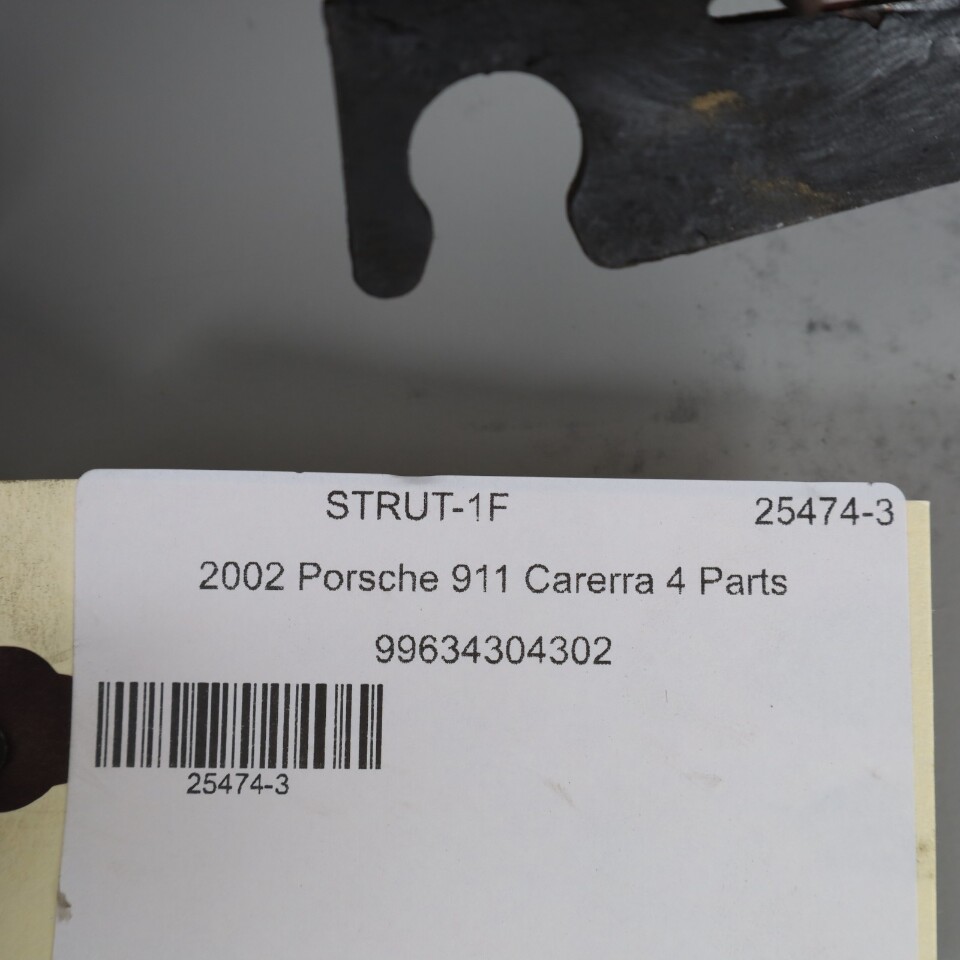 STRUT-1F 25474-3
2002 Porsche 911 Carerra 4 Parts
99634304302
25474-3